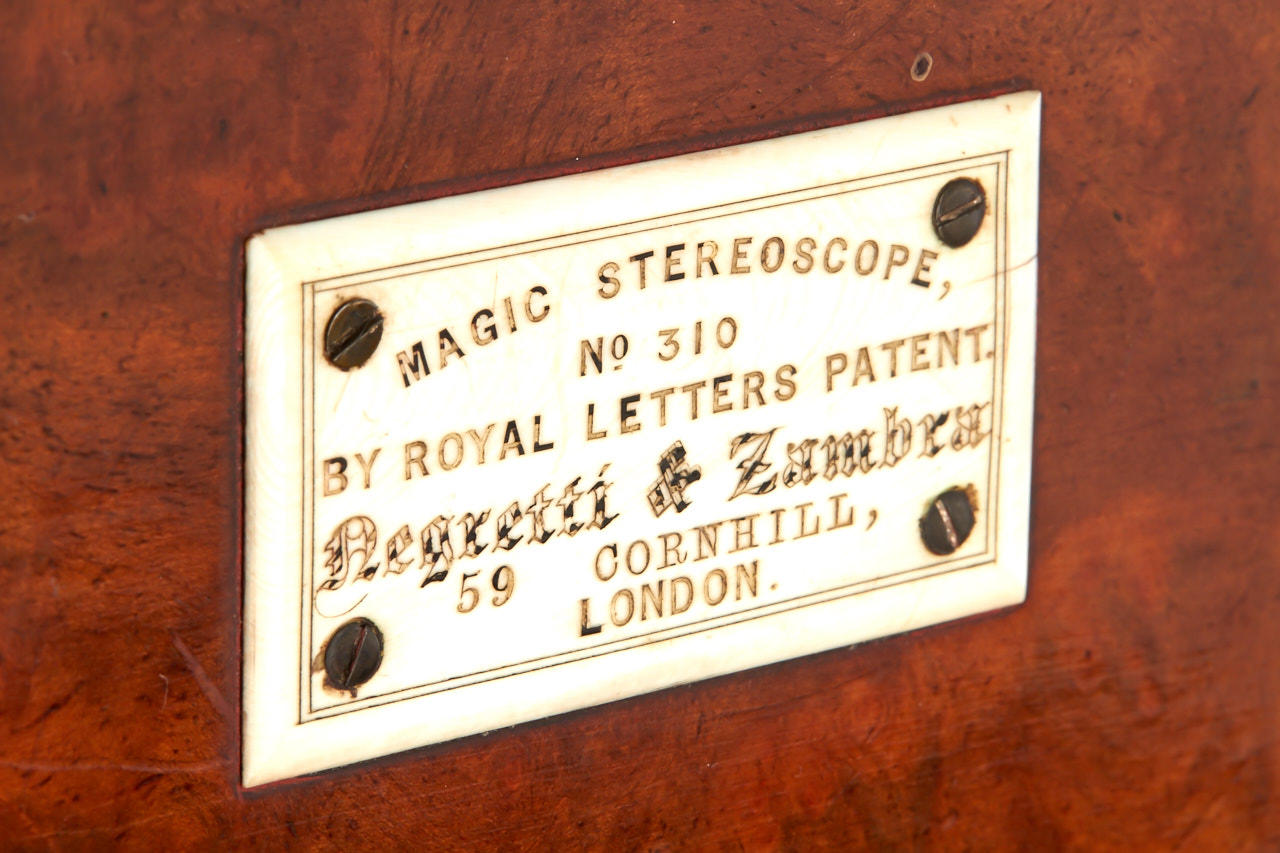 MAGIC STEREOSCOPE,
Nº 310
BY ROYAL LETTERS PATENT.
Negretti & Zambra
59 CORNHILL,
LONDON.